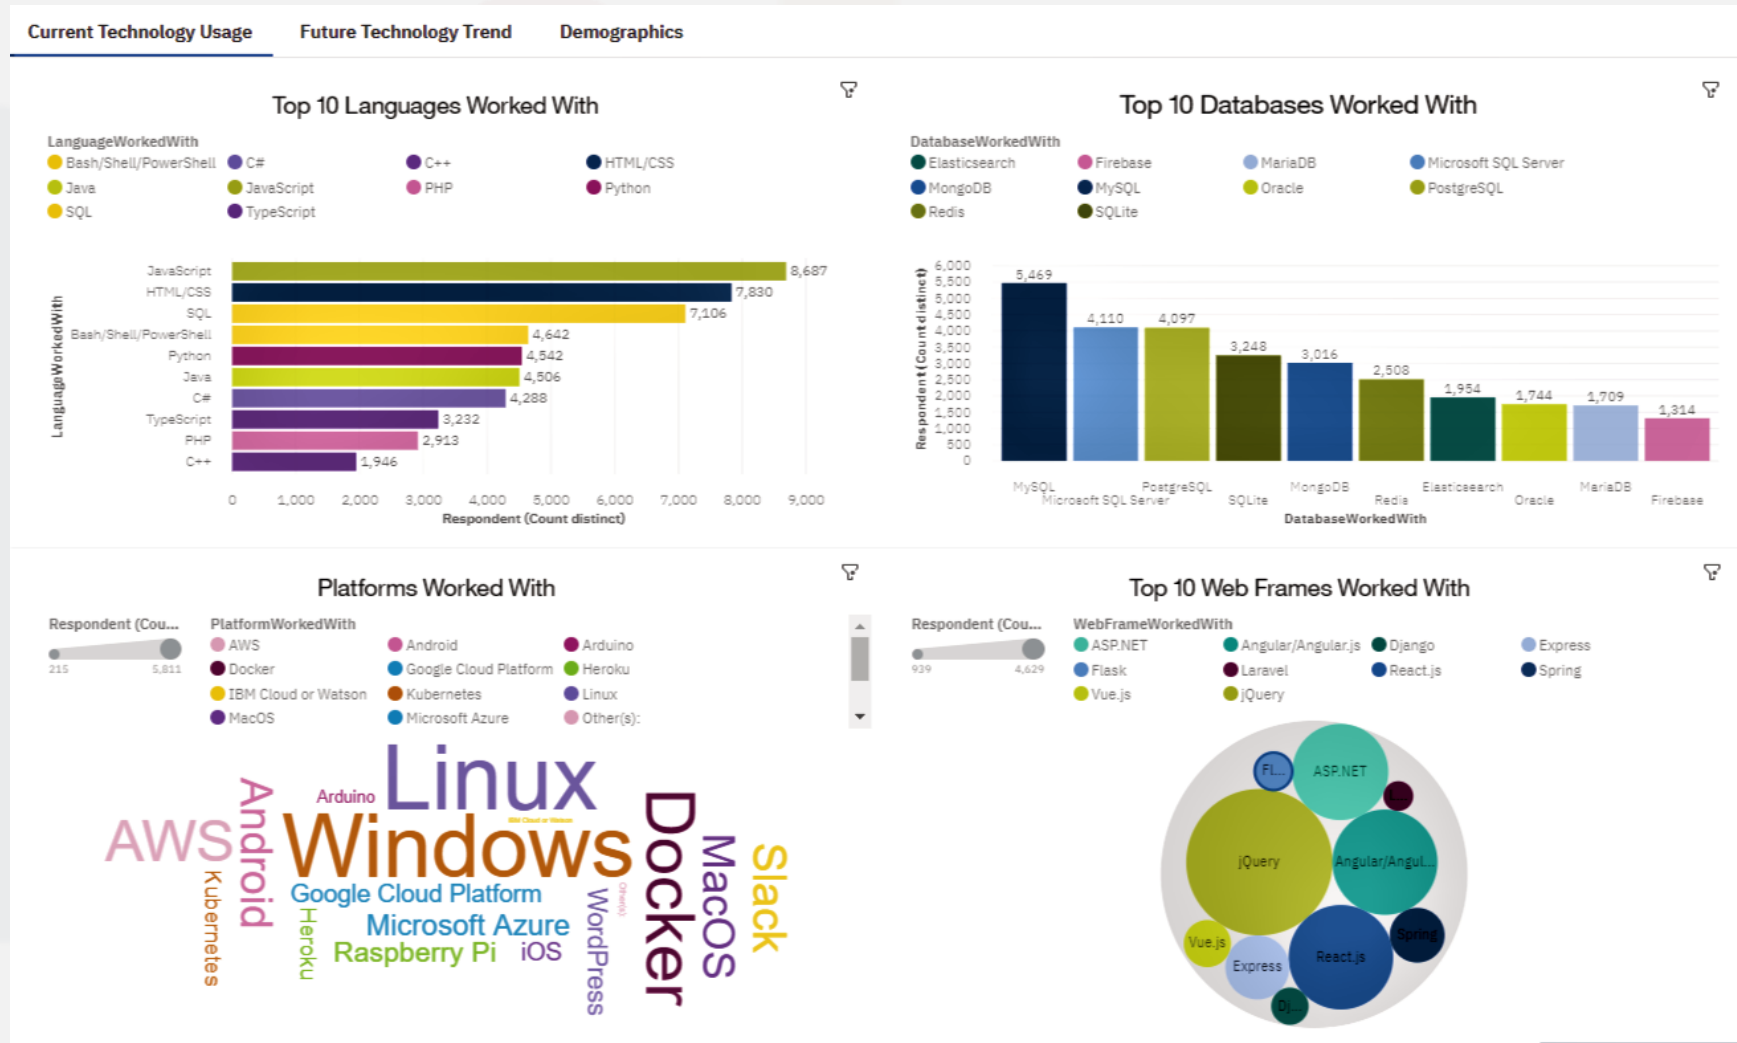 Current Technology Usage Future Technology Trend Demographics
Top 10 Languages Worked With
LanguageWorkedWith
Bash/Shell/PowerShell C# C++ HTML/CSS
Java JavaScript PHP Python
SQL TypeScript
LanguageWorkedWith
JavaScript 8,687
HTML/CSS 7,830
SQL 7,106
Bash/Shell/PowerShell 4,642
Python 4,542
Java 4,506
C# 4,288
TypeScript 3,232
PHP 2,913
C++ 1,946
0 1,000 2,000 3,000 4,000 5,000 6,000 7,000 8,000 9,000
Respondent (Count distinct)
Top 10 Databases Worked With
DatabaseWorkedWith
Elasticsearch Firebase MariaDB Microsoft SQL Server
MongoDB MySQL Oracle PostgreSQL
Redis SQLite
Respondent (Count distinct)
6,000
5,500
5,000
4,500
4,000
3,500
3,000
2,500
2,000
1,500
1,000
500
0
5,469 4,110 4,097 3,248 3,016 2,508 1,954 1,744 1,709 1,314
MySQL PostgreSQL MongoDB Elasticsearch MariaDB
Microsoft SQL Server SQLite Redis Oracle Firebase
DatabaseWorkedWith
Platforms Worked With
Respondent (Cou... PlatformWorkedWith
215 5,811
AWS Android Arduino
Docker Google Cloud Platform Heroku
IBM Cloud or Watson Kubernetes Linux
MacOS Microsoft Azure Other(s):
Linux
Arduino
IBM Cloud or Watson
AWS
Android
Windows
Docker
MacOS
Slack
Kubernetes
Google Cloud Platform
Other(s):
Heroku
Microsoft Azure
WordPress
Raspberry Pi
iOS
Top 10 Web Frames Worked With
Respondent (Cou... WebFrameWorkedWith
939 4,629
ASP.NET Angular/Angular.js Django Express
Flask Laravel React.js Spring
Vue.js jQuery
Fl...
ASP.NET
jQuery
Angular/Angul...
Spring
Vue.js
React.js
Express
Dj...